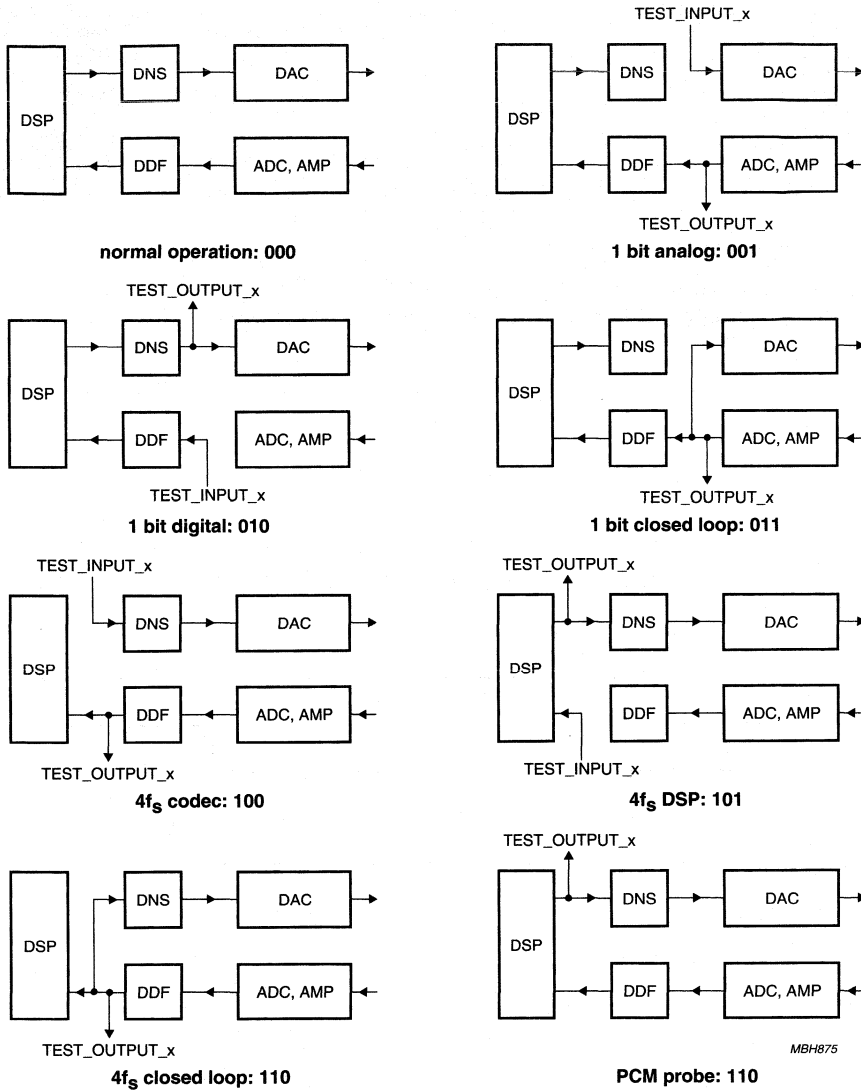 DSP
DNS
DAC
DDF
ADC, AMP
normal operation: 000
TEST_INPUT_x
DSP
DNS
DAC
DDF
ADC, AMP
TEST_OUTPUT_x
1 bit analog: 001
TEST_OUTPUT_x
DSP
DNS
DAC
DDF
ADC, AMP
TEST_INPUT_x
1 bit digital: 010
DSP
DNS
DAC
DDF
ADC, AMP
TEST_OUTPUT_x
1 bit closed loop: 011
TEST_INPUT_x
DSP
DNS
DAC
DDF
ADC, AMP
TEST_OUTPUT_x
4fs codec: 100
TEST_OUTPUT_x
DSP
DNS
DAC
DDF
ADC, AMP
TEST_INPUT_x
4fs DSP: 101
DSP
DNS
DAC
DDF
ADC, AMP
TEST_OUTPUT_x
4fs closed loop: 110
TEST_OUTPUT_x
DSP
DNS
DAC
DDF
ADC, AMP
MBH875
PCM probe: 110